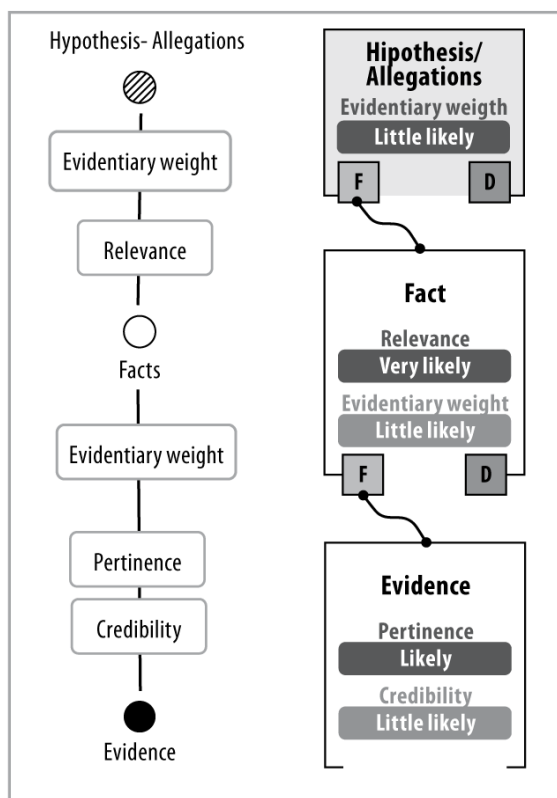 Hypothesis- Allegations
Evidentiary weight
Relevance
Facts
Evidentiary weight
Pertinence
Credibility
Evidence
Hipothesis/
Allegations
Evidentiary weigth
Little likely
F
D
Fact
Relevance
Very likely
Evidentiary weight
Little likely
F
D
Evidence
Pertinence
Likely
Credibility
Little likely